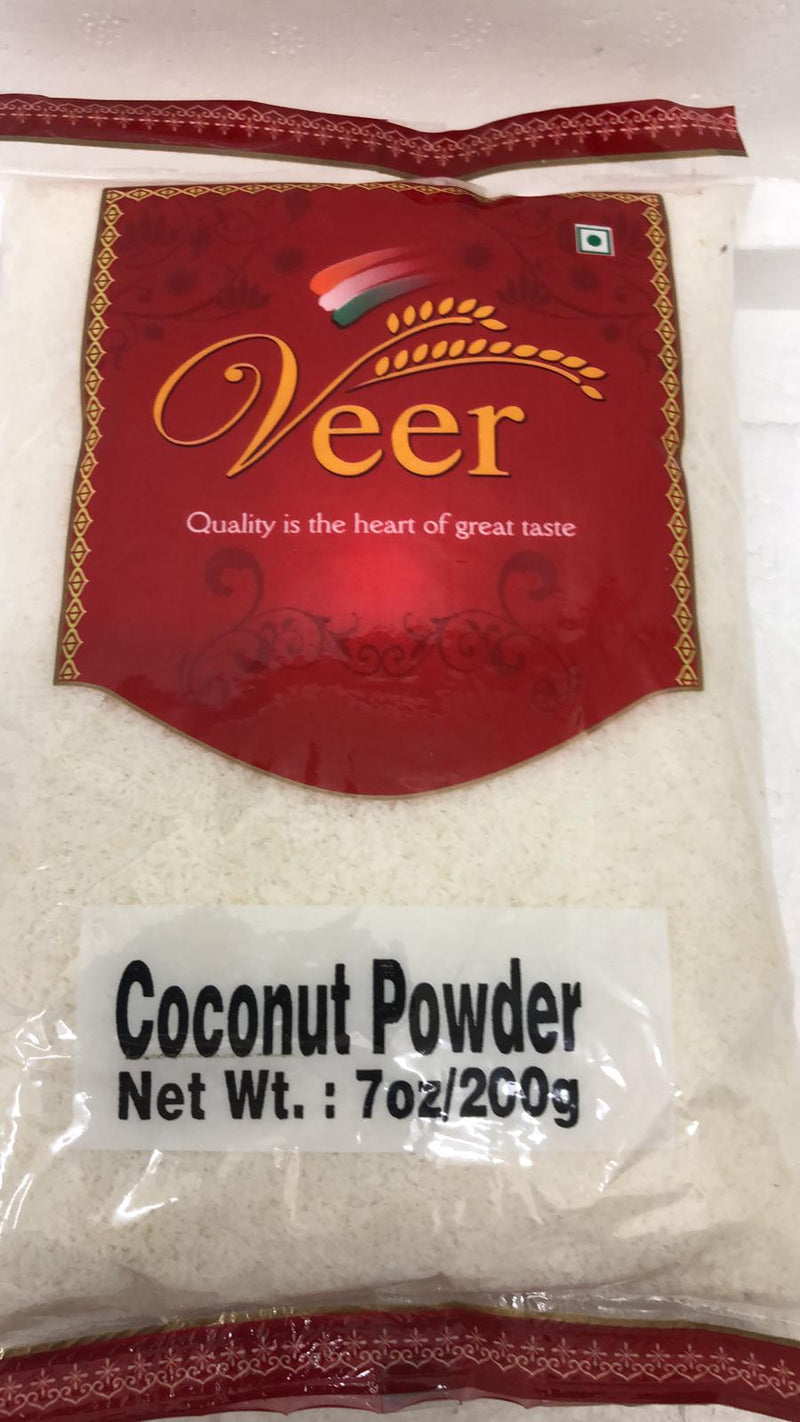 Veer
Quality is the heart of great taste
Coconut Powder
Net Wt. : 7oz/200g